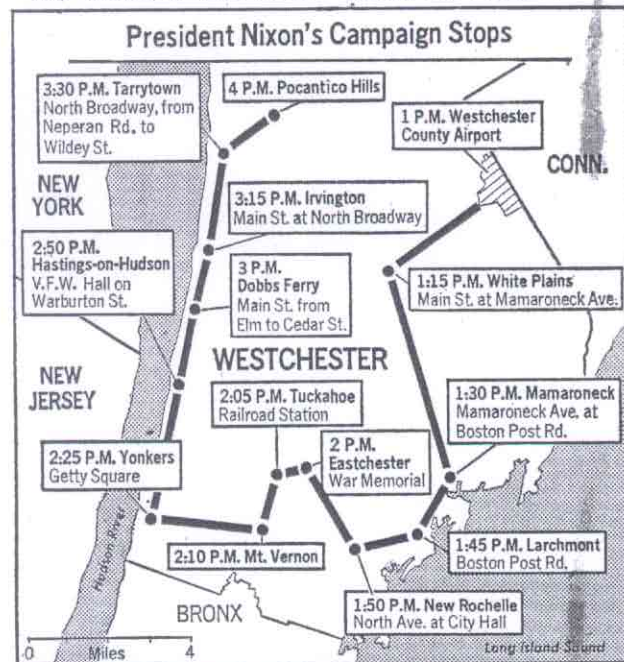 President Nixon's Campaign Stops
3:30 P.M. Tarrytown
North Broadway, from
Neperan Rd. to
Wildey St.
4 P.M. Pocantico Hills
1 P.M. Westchester
County Airport
CONN.
NEW
YORK
3:15 P.M. Irvington
Main St. at North Broadway
2:50 P.M.
Hastings-on-Hudson
V.F.W. Hall on
Warburton St.
3 P.M.
Dobbs Ferry
Main St. from
Elm to Cedar St.
1:15 P.M. White Plains
Main St. at Mamaroneck Ave.
WESTCHESTER
NEW
JERSEY
2:05 P.M. Tuckahoe
Railroad Station
1:30 P.M. Mamaroneck
Mamaroneck Ave. at
Boston Post Rd.
2:25 P.M. Yonkers
Getty Square
2 P.M.
Eastchester
War Memorial
Hudson River
2:10 P.M. Mt. Vernon
1:45 P.M. Larchmont
Boston Post Rd.
BRONX
1:50 P.M. New Rochelle
North Ave. at City Hall
0 Miles 4
Long Island Sound